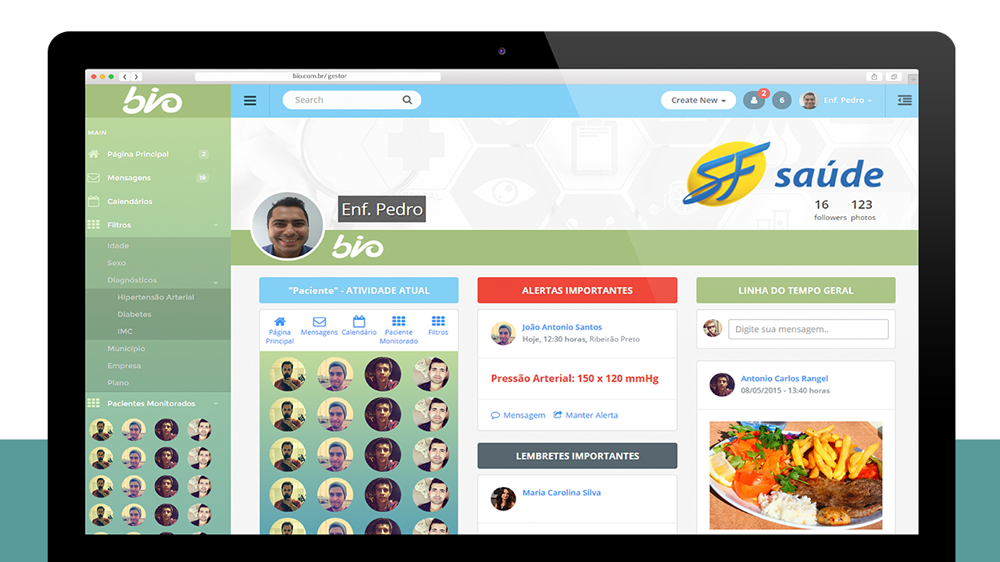 bio.com.br/gestor
bio
Search
Create New
2
6
Enf. Pedro
MAIN
Página Principal 2
Mensagens 19
Calendários
Filtros
Idade
Sexo
Diagnósticos
Hipertensão Arterial
Diabetes
IMC
Município
Empresa
Plano
Pacientes Monitorados
SF saúde
16 123
followers photos
Enf. Pedro
bio
"Paciente" - ATIVIDADE ATUAL
Página Principal
Mensagens
Calendário
Paciente Monitorado
Filtros
ALERTAS IMPORTANTES
João Antonio Santos
Hoje, 12:30 horas, Ribeirão Preto
Pressão Arterial: 150 x 120 mmHg
Mensagem Manter Alerta
LEMBRETES IMPORTANTES
Maria Carolina Silva
LINHA DO TEMPO GERAL
Digite sua mensagem..
Antonio Carlos Rangel
08/05/2015 - 13:40 horas